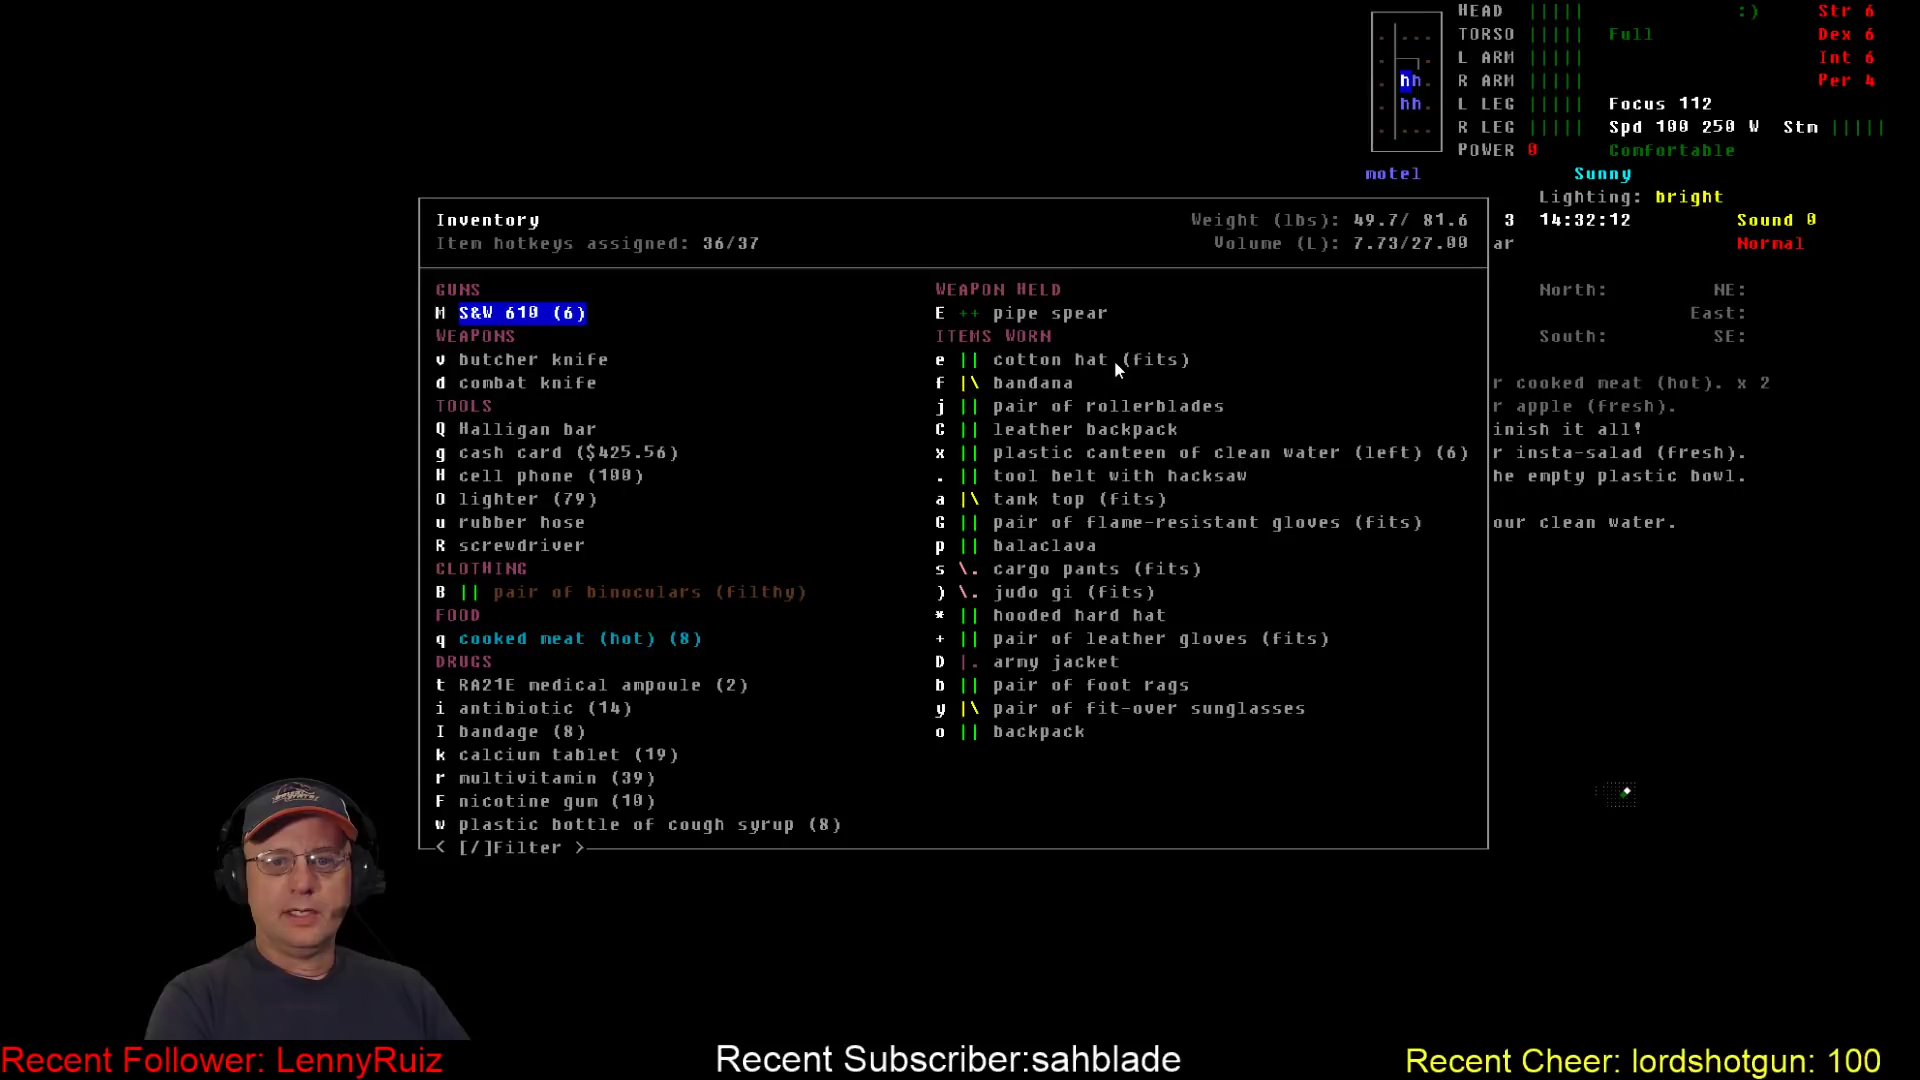 HEAD ||||| :) Str 6
TORSO ||||| Full Dex 6
L ARM ||||| Int 6
R ARM ||||| Per 4
L LEG ||||| Focus 112
R LEG ||||| Spd 100 250 W Stm |||||
POWER 0 Comfortable
hh
hh
motel
Sunny
Lighting: bright
3 14:32:12 Sound 0
ar Normal
North: NE:
East:
South: SE:
r cooked meat (hot). x 2
r apple (fresh).
inish it all!
r insta-salad (fresh).
he empty plastic bowl.
our clean water.
Inventory Weight (lbs): 49.7/ 81.6
Item hotkeys assigned: 36/37 Volume (L): 7.73/27.00
GUNS
M S&W 610 (6)
WEAPONS
v butcher knife
d combat knife
TOOLS
Q Halligan bar
g cash card ($425.56)
H cell phone (100)
O lighter (79)
u rubber hose
R screwdriver
CLOTHING
B || pair of binoculars (filthy)
FOOD
q cooked meat (hot) (8)
DRUGS
t RA21E medical ampoule (2)
i antibiotic (14)
I bandage (8)
k calcium tablet (19)
r multivitamin (39)
F nicotine gum (10)
w plastic bottle of cough syrup (8)
< [/]Filter >
WEAPON HELD
E ++ pipe spear
ITEMS WORN
e || cotton hat (fits)
f |\ bandana
j || pair of rollerblades
C || leather backpack
x || plastic canteen of clean water (left) (6)
. || tool belt with hacksaw
a |\ tank top (fits)
G || pair of flame-resistant gloves (fits)
p || balaclava
s \. cargo pants (fits)
) \. judo gi (fits)
* || hooded hard hat
+ || pair of leather gloves (fits)
D |. army jacket
b || pair of foot rags
y |\ pair of fit-over sunglasses
o || backpack
Recent Follower: LennyRuiz
Recent Subscriber:sahblade
Recent Cheer: lordshotgun: 100